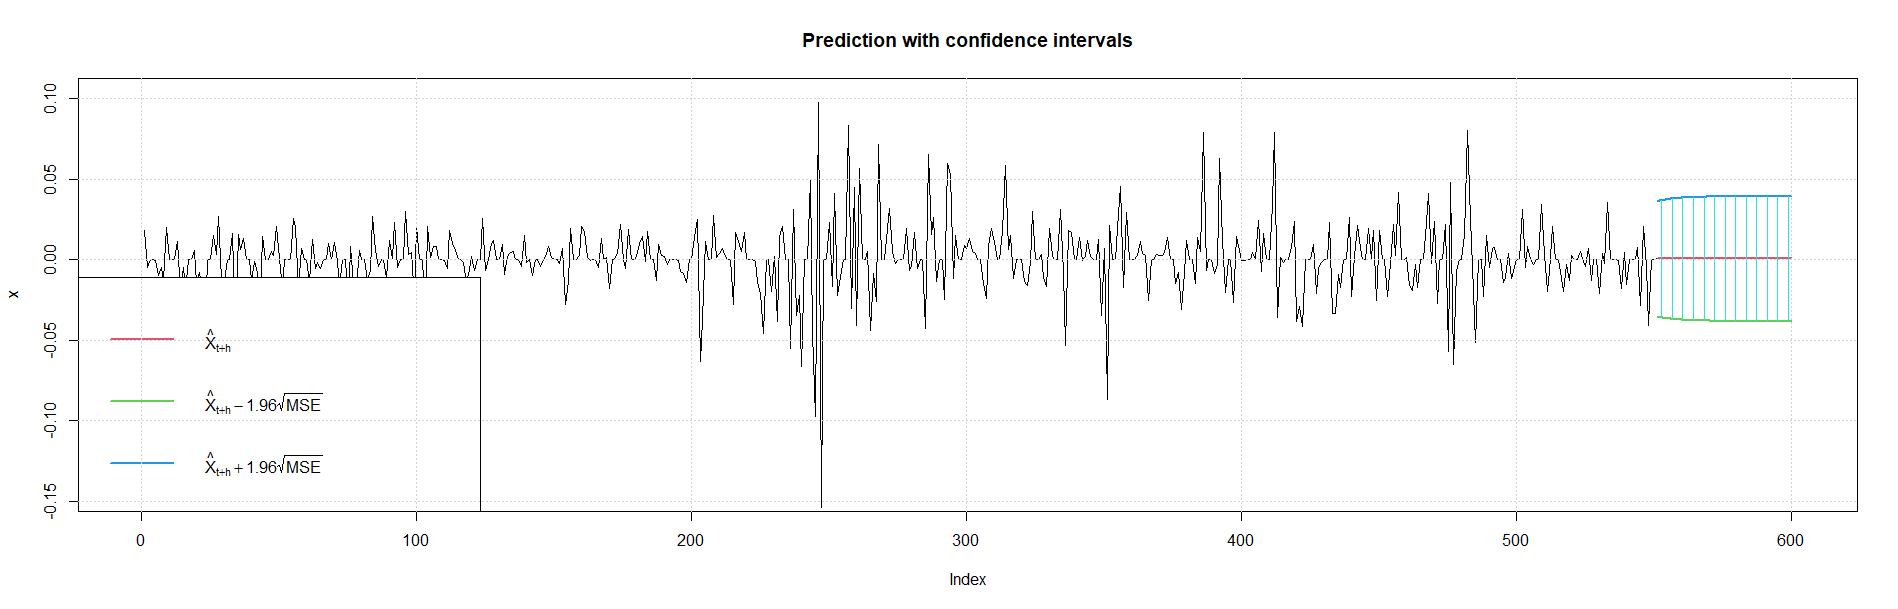 Prediction with confidence intervals
0.10
0.05
0.00
-0.05
-0.10
-0.15
x
X̂t+h
X̂t+h − 1.96√MSE
X̂t+h + 1.96√MSE
0 100 200 300 400 500 600
Index